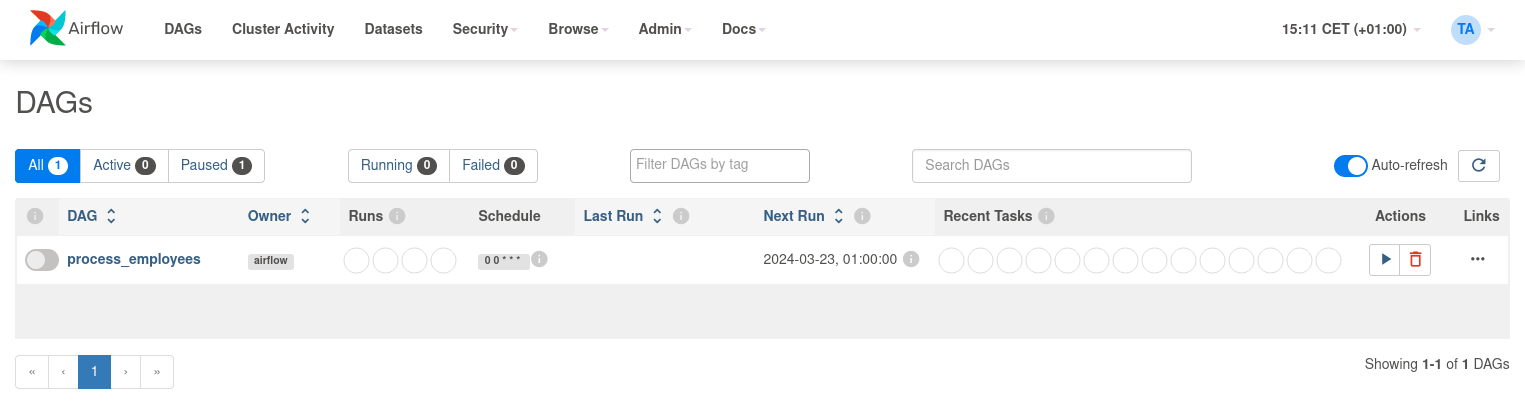 Airflow DAGs Cluster Activity Datasets Security Browse Admin Docs 15:11 CET (+01:00) TA
DAGs
All 1 Active 0 Paused 1 Running 0 Failed 0 Filter DAGs by tag Search DAGs Auto-refresh
i DAG Owner Runs i Schedule Last Run i Next Run i Recent Tasks i Actions Links
process_employees airflow 0 0 * * * i 2024-03-23, 01:00:00 i ···
« ‹ 1 › » Showing 1-1 of 1 DAGs